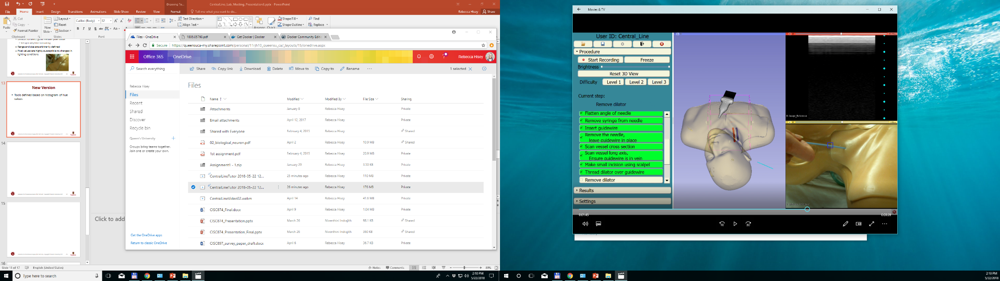 Drawing To...
CentralLine_Lab_Meeting_Presentation3.pptx - PowerPoint
File
Home
Insert
Design
Transitions
Animations
Slide Show
Review
View
Format
Tell me what you want to do...
Rebecca Hisey
Share
Paste
Cut
Copy
Format Painter
Clipboard
New
Slide
Layout
Reset
Section
Slides
Calibri (Body)
32
Font
Text Direction
Align Text
Arrange
Quick
Shape Fill
Shape Outline
Find
Replace
Set-up is very time-consuming
– Range and size are arbitrarily defined
– Pixel values are highly-susceptible to changes in
lighting conditions
13
New Version
• Tools defined based on histogram of hue
values
14
15
16
Click to add
Slide 13 of 17
English (United States)
Notes
Comments
89%
Files - OneDrive
1805.05760.pdf
Get Docker | Docker
Docker Community Editi
Secure
https://queensuca-my.sharepoint.com/personal/11rjh10_queensu_ca/_layouts/15/onedrive.aspx
Office 365
OneDrive
Rebecca Hisey
Search everything
Share
Copy link
Download
Delete
Move to
Copy to
Rename
1 selected
Rebecca Hisey
Files
Recent
Shared
Discover
Recycle bin
Queen's University
Groups bring teams together.
Join one or create your own.
Get the OneDrive apps
Return to classic OneDrive
Files
Name
Modified
Modified By
File Size
Sharing
Attachments January 8 Rebecca Hisey Private
Email attachments April 12, 2017 Rebecca Hisey Private
Shared with Everyone February 4, 2015 Rebecca Hisey Shared
02_biological_neuron.pdf April 2 Rebecca Hisey 10.9 MB Shared
1st assignment.pdf February 4, 2015 Rebecca Hisey 20.9 MB Private
Assignment1 - 1.zip January 29 Rebecca Hisey 3.50 KB Private
CentralLineTutor 2018-05-22 12... 25 minutes ago Rebecca Hisey 110 MB Private
CentralLineTutor 2018-05-22 12... 26 minutes ago Rebecca Hisey 176 MB Private
CentralLineVideo02.webm April 14 Rebecca Hisey 41.6 MB Private
CISC874_Final.docx April 9 Rebecca Hisey 1.04 MB Private
CISC874_Presentation.pptx March 26 Niventhini Indrajith 98.1 KB Shared
CISC874_Presentation_Final.pptx March 26 Niventhini Indrajith 360 KB Shared
CISC897_survey_paper_draft.docx April 6 Rebecca Hisey 36.7 KB Private
Type here to search
2:10 PM
5/22/2018
Movies & TV
User ID: Central_Line
Procedure
Start Recording
Freeze
Brightness
Reset 3D View
Difficulty
Level 1
Level 2
Level 3
Current step:
Remove dilator
Flatten angle of needle
Remove syringe from needle
Insert guidewire
Remove the needle,
leave guidewire in place
Scan vessel cross section
Scan vessel long axis,
Ensure guidewire is in vein
Make small incision using scalpel
Thread dilator over guidewire
Remove dilator
Results
Settings
B: Image_Reference
0:01:45
0:00:39
10
30
2:10 PM
5/22/2018